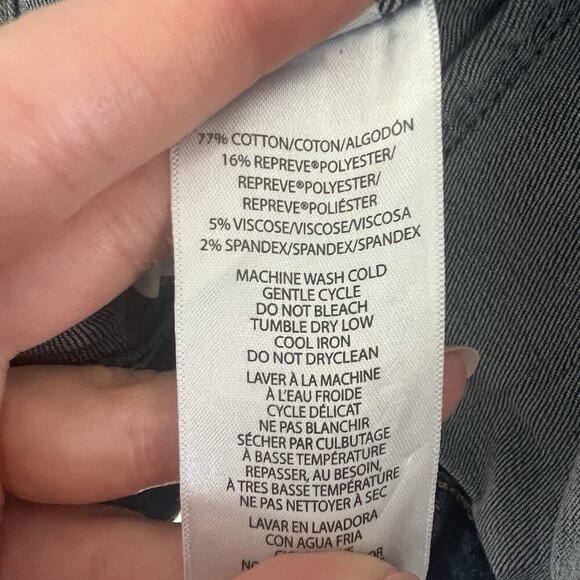 77% COTTON/COTON/ALGODÓN
16% REPREVE®POLYESTER/
REPREVE®POLYESTER/
REPREVE®POLIÉSTER
5% VISCOSE/VISCOSE/VISCOSA
2% SPANDEX/SPANDEX/SPANDEX
MACHINE WASH COLD
GENTLE CYCLE
DO NOT BLEACH
TUMBLE DRY LOW
COOL IRON
DO NOT DRYCLEAN
LAVER À LA MACHINE
À L'EAU FROIDE
CYCLE DÉLICAT
NE PAS BLANCHIR
SÉCHER PAR CULBUTAGE
À BASSE TEMPÉRATURE
REPASSER, AU BESOIN,
À TRES BASSE TEMPÉRATURE
NE PAS NETTOYER À SEC
LAVAR EN LAVADORA
CON AGUA FRIA